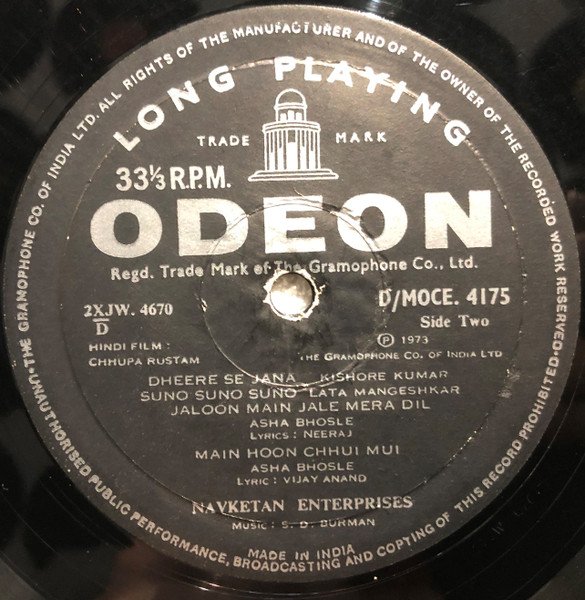 THE GRAMOPHONE CO. OF INDIA LTD. ALL RIGHTS OF THE MANUFACTURER AND OF THE OWNER OF THE RECORDED WORK RESERVED
UNAUTHORISED PUBLIC PERFORMANCE, BROADCASTING AND COPYING OF THIS RECORD PROHIBITED
LONG PLAYING
TRADE MARK
33⅓ R.P.M.
ODEON
Regd. Trade Mark of The Gramophone Co., Ltd.
2XJW. 4670 D/MOCE. 4175
D Side Two
HINDI FILM : Ⓟ 1973
CHHUPA RUSTAM THE GRAMOPHONE CO. OF INDIA LTD
DHEERE SE JANA KISHORE KUMAR
SUNO SUNO SUNO LATA MANGESHKAR
JALOON MAIN JALE MERA DIL
ASHA BHOSLE
LYRICS : NEERAJ
MAIN HOON CHHUI MUI
ASHA BHOSLE
LYRIC : VIJAY ANAND
NAVKETAN ENTERPRISES
MUSIC : S. D. BURMAN
MADE IN INDIA